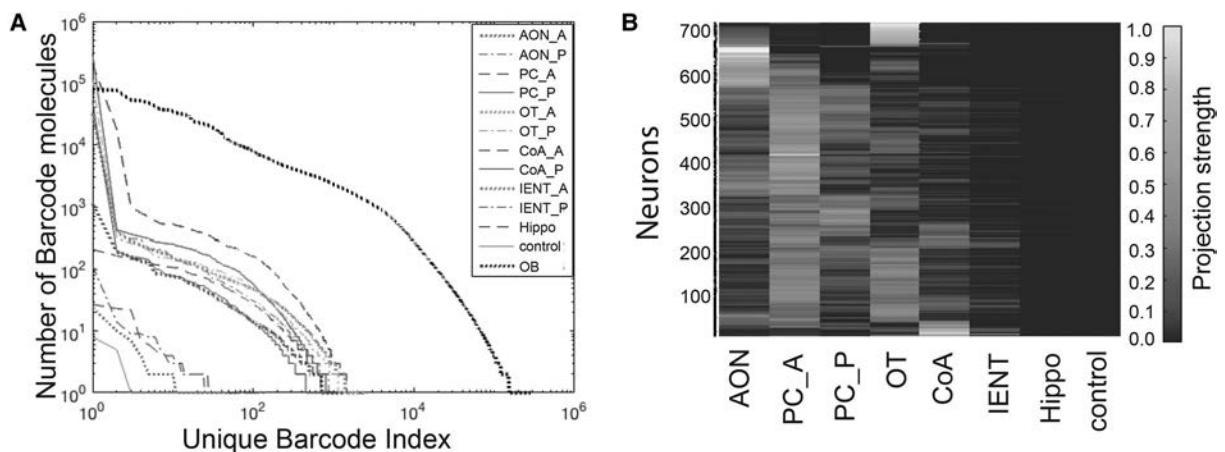 A
10^6
10^5
10^4
10^3
10^2
10^1
10^0
Number of Barcode molecules
10^0
10^2
10^4
10^6
Unique Barcode Index
AON_A
AON_P
PC_A
PC_P
OT_A
OT_P
CoA_A
CoA_P
IENT_A
IENT_P
Hippo
control
OB
B
700
600
500
400
300
200
100
Neurons
AON
PC_A
PC_P
OT
CoA
IENT
Hippo
control
1.0
0.9
0.8
0.7
0.6
0.5
0.4
0.3
0.2
0.1
0.0
Projection strength